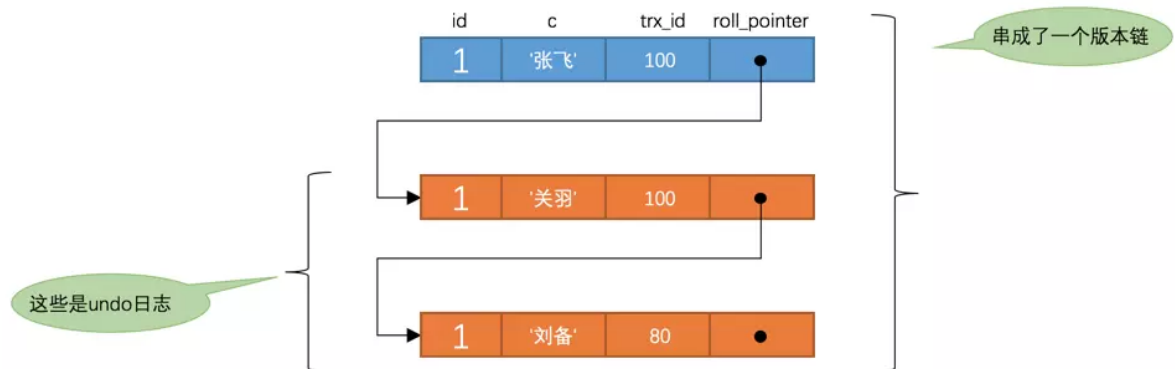 id c trx_id roll_pointer
1 '张飞' 100
串成了一个版本链
1 '关羽' 100
这些是undo日志
1 '刘备' 80